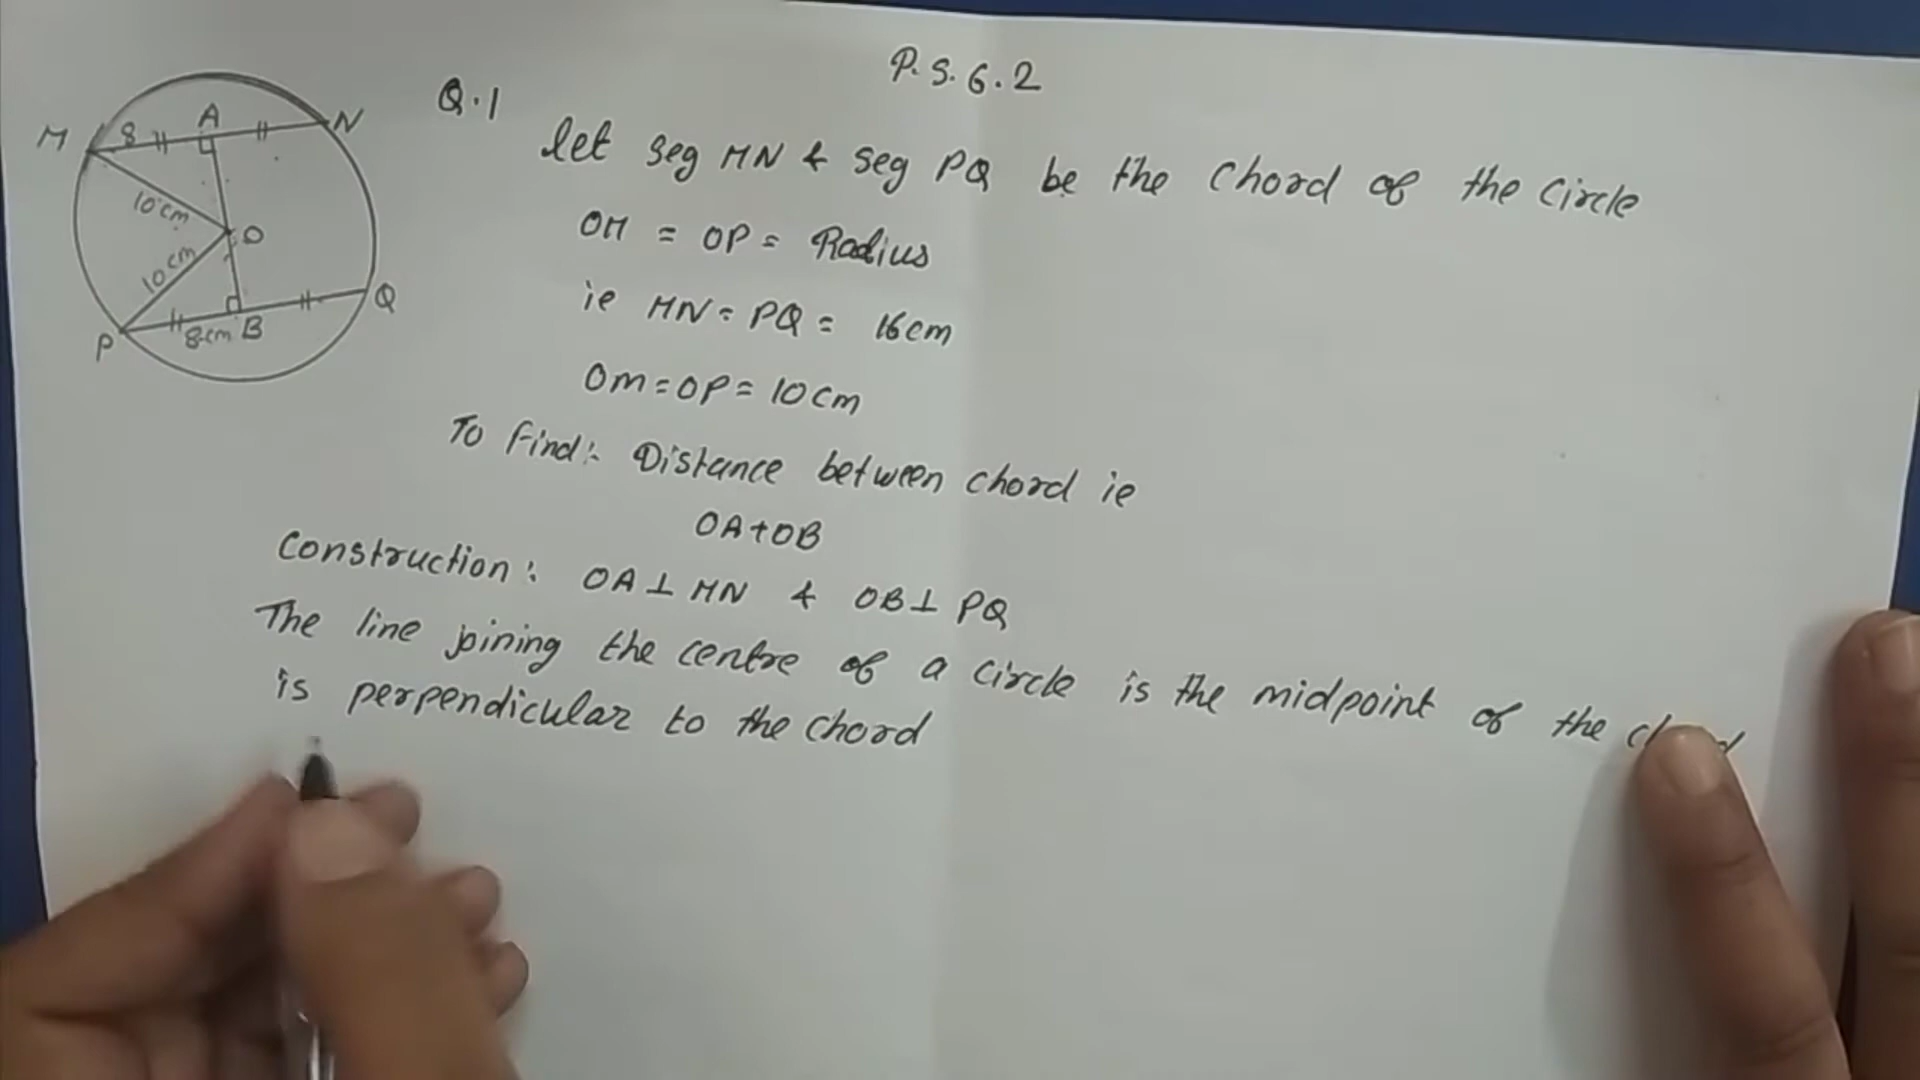 P.S.6.2
Q.1
let seg MN & seg PQ be the chord of the Circle
OM = OP = Radius
ie MN = PQ = 16cm
OM = OP = 10cm
To find:- Distance between chord ie
OA+OB
Construction: OA⊥MN & OB⊥PQ
The line joining the centre of a circle is the midpoint of the
is perpendicular to the chord
M 8 A N
10cm
O
10cm
Q
P 8cm B